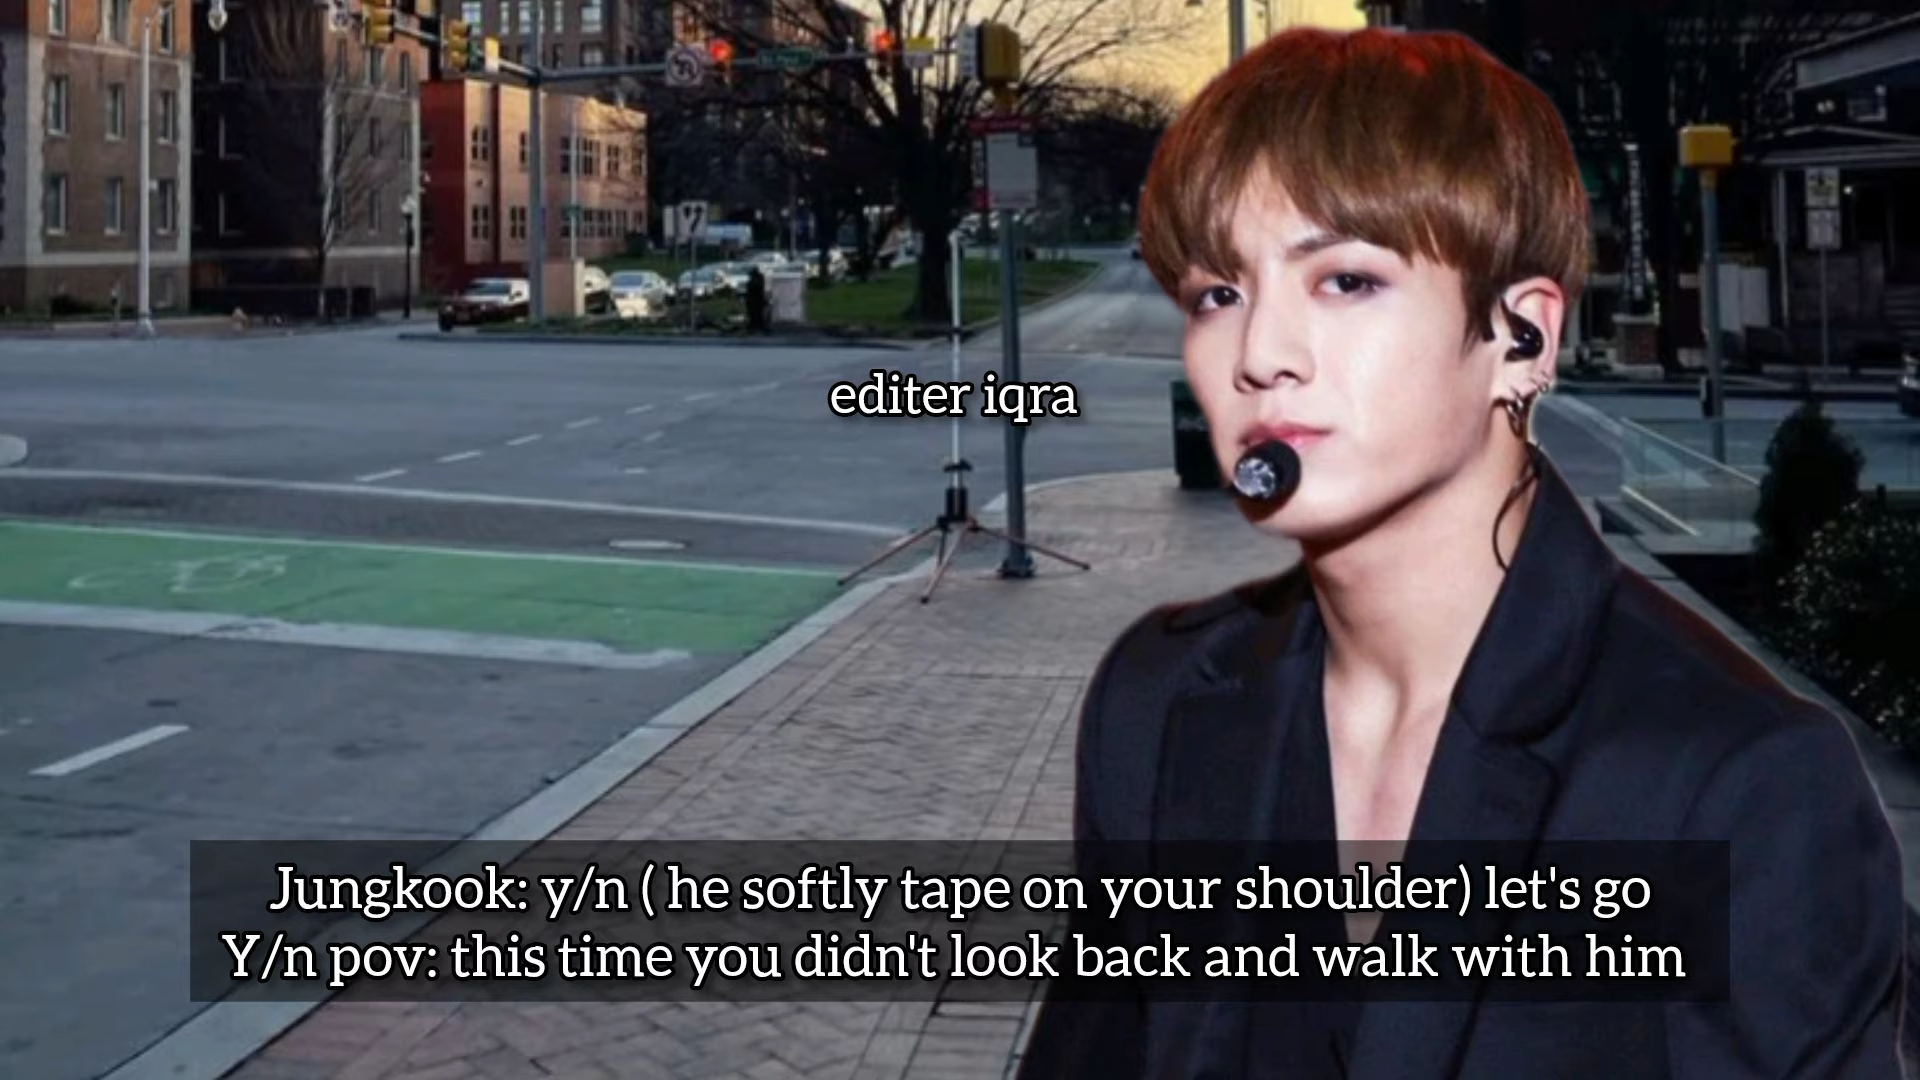 editer iqra
Jungkook: y/n ( he softly tape on your shoulder) let's go
Y/n pov: this time you didn't look back and walk with him